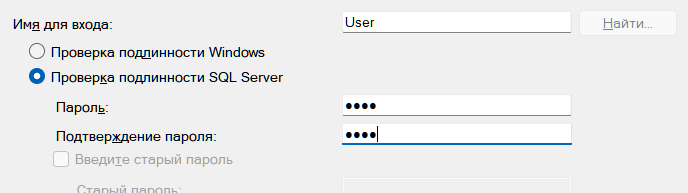 Имя для входа: User Найти...
Проверка подлинности Windows
Проверка подлинности SQL Server
Пароль: ••••
Подтверждение пароля: ••••
Введите старый пароль
Старый пароль: